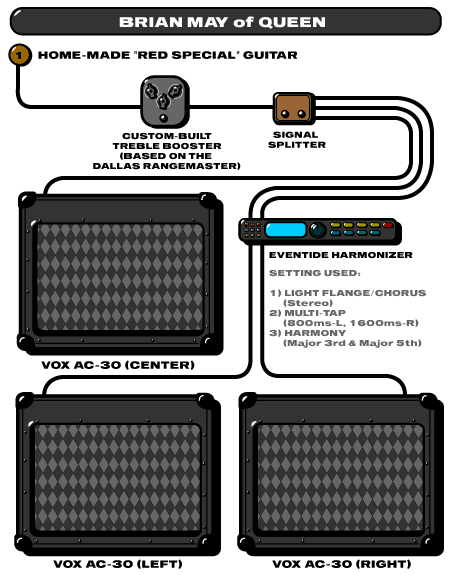 BRIAN MAY of QUEEN
1 HOME-MADE "RED SPECIAL" GUITAR
CUSTOM-BUILT
TREBLE BOOSTER
(BASED ON THE
DALLAS RANGEMASTER)
SIGNAL
SPLITTER
EVENTIDE HARMONIZER
SETTING USED:
1) LIGHT FLANGE/CHORUS
(Stereo)
2) MULTI-TAP
(800ms-L, 1600ms-R)
3) HARMONY
(Major 3rd & Major 5th)
VOX AC-30 (CENTER)
VOX AC-30 (LEFT)
VOX AC-30 (RIGHT)